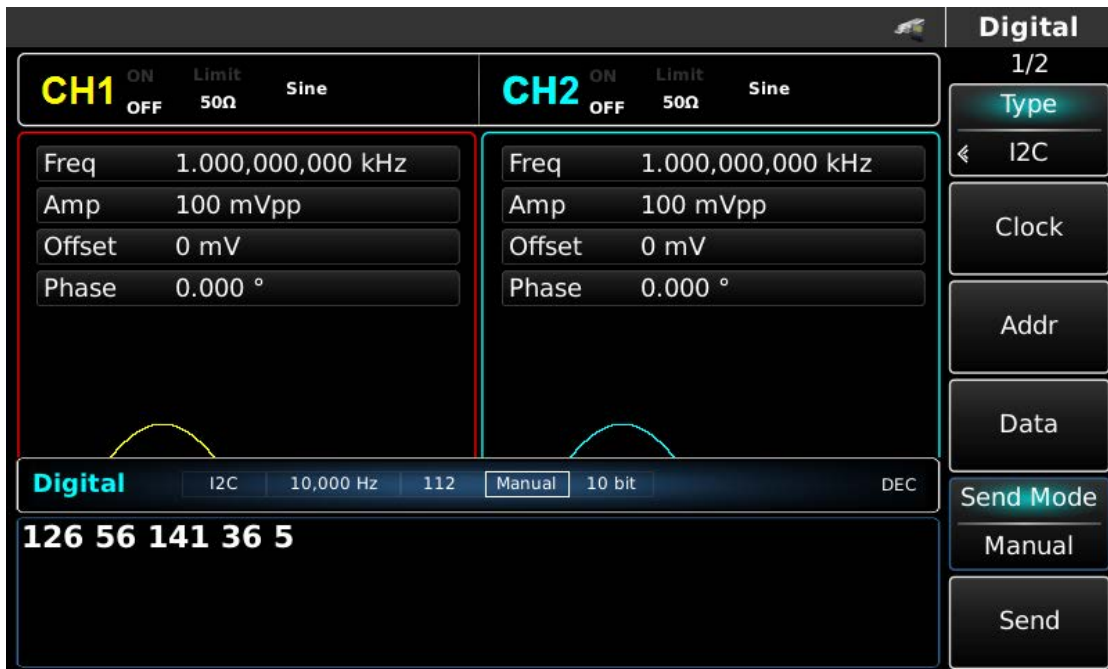 Digital
1/2
CH1 ON OFF Limit 50Ω Sine
CH2 ON OFF Limit 50Ω Sine
Type
I2C
Freq 1.000,000,000 kHz
Amp 100 mVpp
Offset 0 mV
Phase 0.000 °
Freq 1.000,000,000 kHz
Amp 100 mVpp
Offset 0 mV
Phase 0.000 °
Clock
Addr
Data
Digital I2C 10,000 Hz 112 Manual 10 bit DEC
126 56 141 36 5
Send Mode
Manual
Send